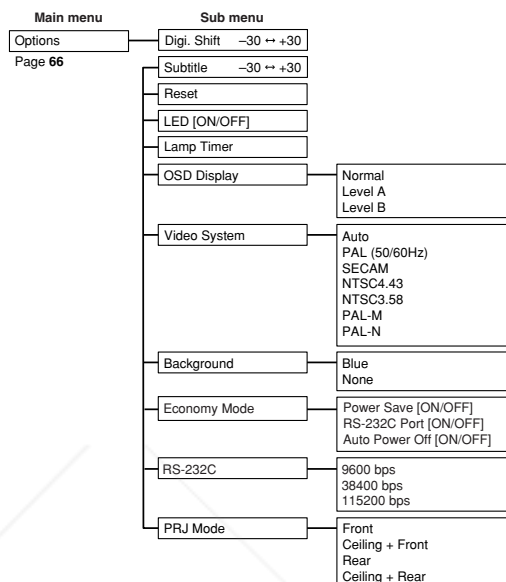 Main menu Sub menu
Options Digi. Shift –30 ↔ +30
Page 66
Subtitle –30 ↔ +30
Reset
LED [ON/OFF]
Lamp Timer
OSD Display Normal
Level A
Level B
Video System Auto
PAL (50/60Hz)
SECAM
NTSC4.43
NTSC3.58
PAL-M
PAL-N
Background Blue
None
Economy Mode Power Save [ON/OFF]
RS-232C Port [ON/OFF]
Auto Power Off [ON/OFF]
RS-232C 9600 bps
38400 bps
115200 bps
PRJ Mode Front
Ceiling + Front
Rear
Ceiling + Rear